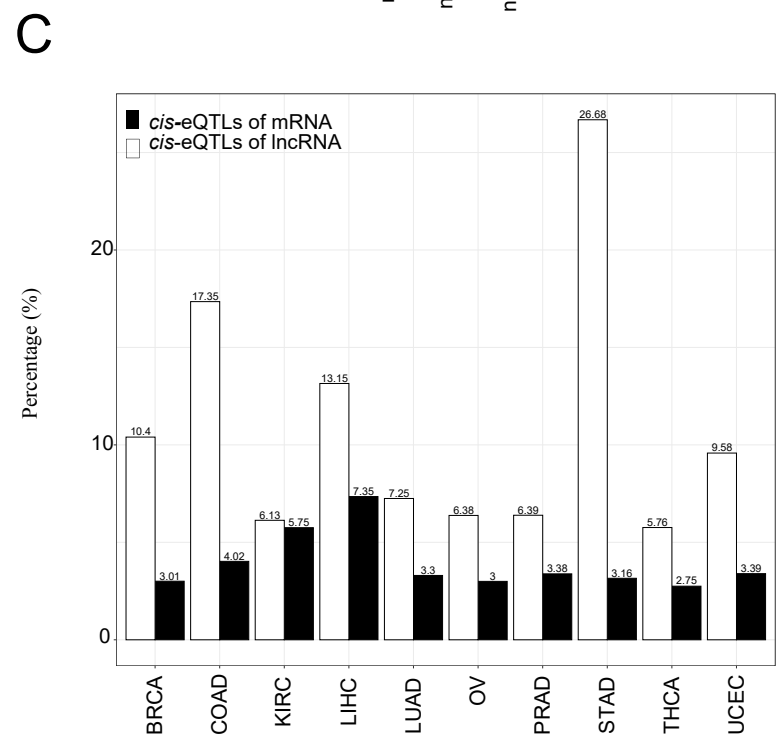 C
cis-eQTLs of mRNA
cis-eQTLs of lncRNA
Percentage (%)
20
10
0
26.68
17.35
13.15
10.4
9.58
7.35
7.25
6.13
5.75
6.38
6.39
5.76
4.02
3.01
3.3
3
3.38
3.16
2.75
3.39
BRCA
COAD
KIRC
LIHC
LUAD
OV
PRAD
STAD
THCA
UCEC